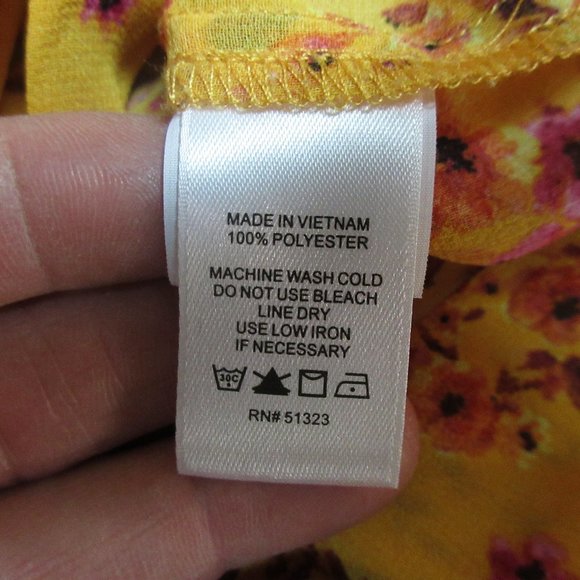 MADE IN VIETNAM
100% POLYESTER
MACHINE WASH COLD
DO NOT USE BLEACH
LINE DRY
USE LOW IRON
IF NECESSARY
30C
RN# 51323